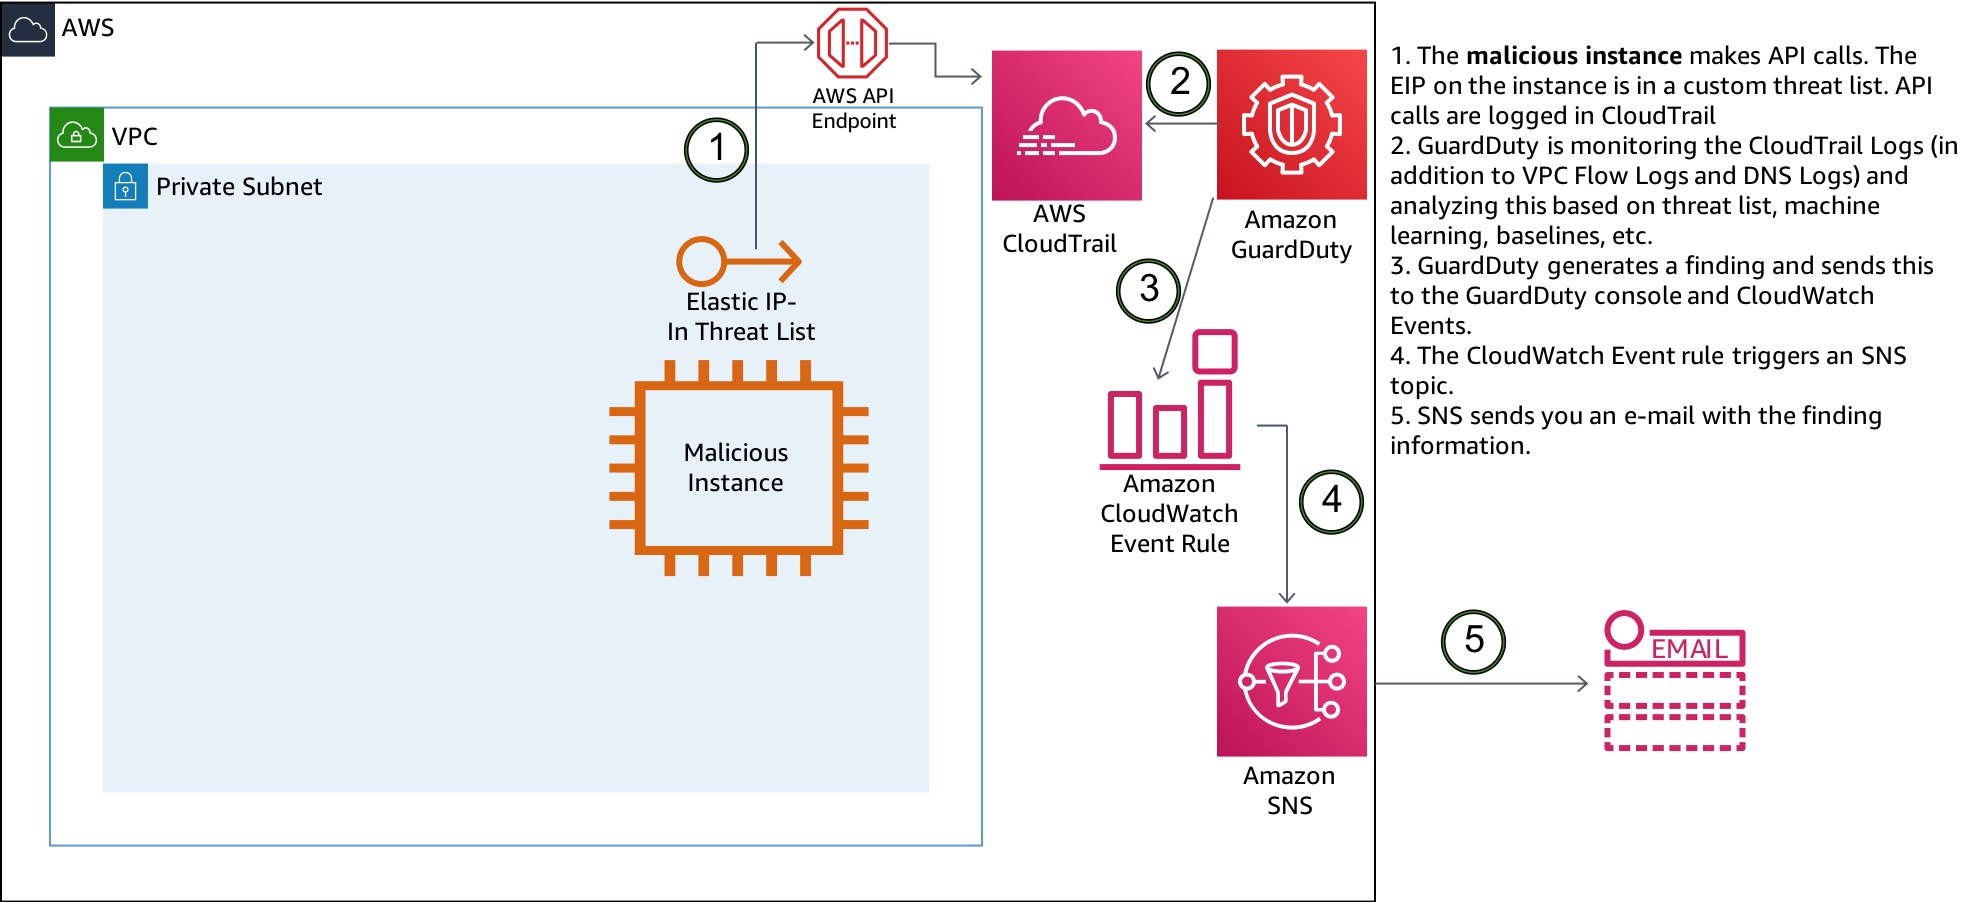 AWS
AWS API
Endpoint
VPC
Private Subnet
1
2
AWS
CloudTrail
Amazon
GuardDuty
Elastic IP-
In Threat List
3
Malicious
Instance
Amazon
CloudWatch
Event Rule
4
Amazon
SNS
5
EMAIL
1. The malicious instance makes API calls. The
EIP on the instance is in a custom threat list. API
calls are logged in CloudTrail
2. GuardDuty is monitoring the CloudTrail Logs (in
addition to VPC Flow Logs and DNS Logs) and
analyzing this based on threat list, machine
learning, baselines, etc.
3. GuardDuty generates a finding and sends this
to the GuardDuty console and CloudWatch
Events.
4. The CloudWatch Event rule triggers an SNS
topic.
5. SNS sends you an e-mail with the finding
information.